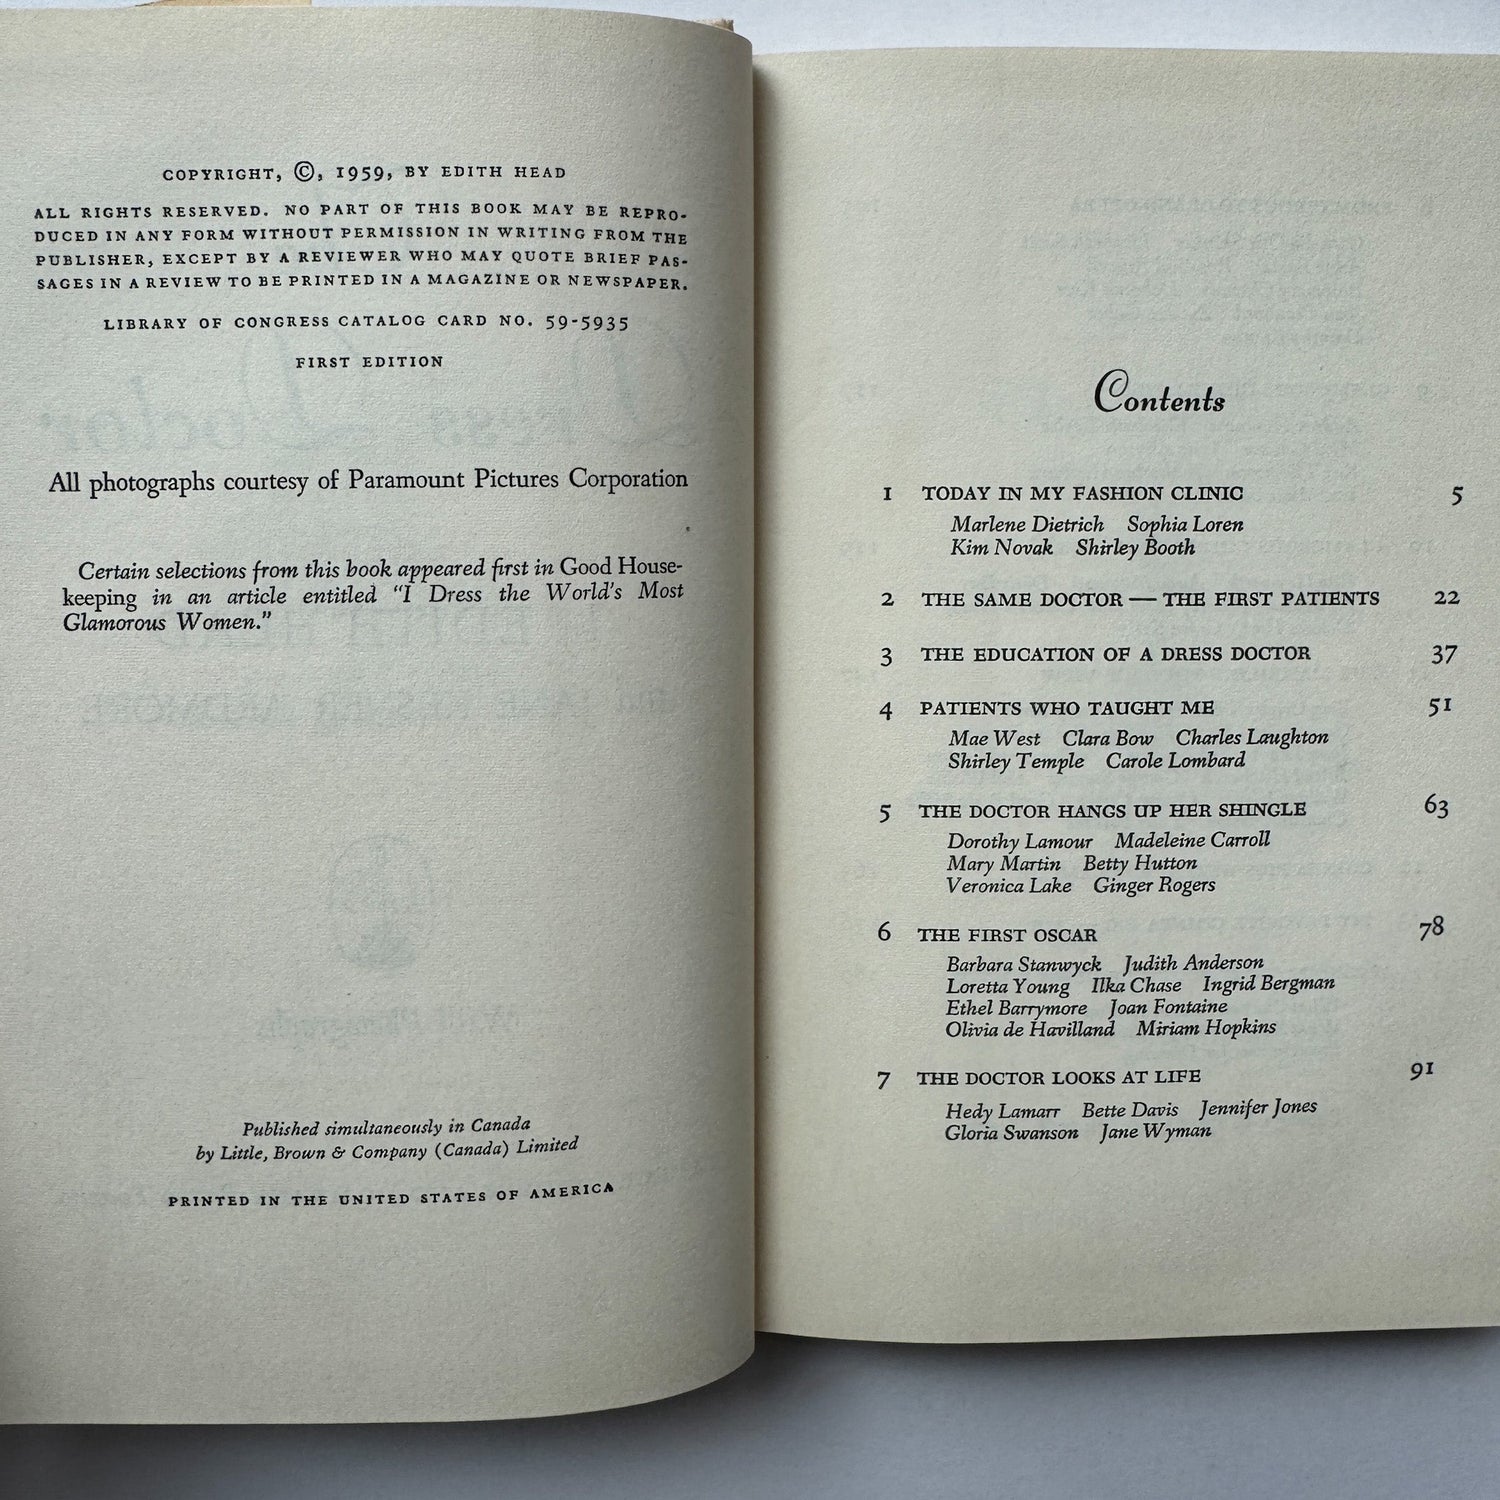 COPYRIGHT, ©, 1959, BY EDITH HEAD
ALL RIGHTS RESERVED. NO PART OF THIS BOOK MAY BE REPRO-
DUCED IN ANY FORM WITHOUT PERMISSION IN WRITING FROM THE
PUBLISHER, EXCEPT BY A REVIEWER WHO MAY QUOTE BRIEF PAS-
SAGES IN A REVIEW TO BE PRINTED IN A MAGAZINE OR NEWSPAPER.
LIBRARY OF CONGRESS CATALOG CARD NO. 59-5935
FIRST EDITION
All photographs courtesy of Paramount Pictures Corporation
Certain selections from this book appeared first in Good House-
keeping in an article entitled “I Dress the World's Most
Glamorous Women.”
Published simultaneously in Canada
by Little, Brown & Company (Canada) Limited
PRINTED IN THE UNITED STATES OF AMERICA
Contents
1 TODAY IN MY FASHION CLINIC 5
Marlene Dietrich Sophia Loren
Kim Novak Shirley Booth
2 THE SAME DOCTOR — THE FIRST PATIENTS 22
3 THE EDUCATION OF A DRESS DOCTOR 37
4 PATIENTS WHO TAUGHT ME 51
Mae West Clara Bow Charles Laughton
Shirley Temple Carole Lombard
5 THE DOCTOR HANGS UP HER SHINGLE 63
Dorothy Lamour Madeleine Carroll
Mary Martin Betty Hutton
Veronica Lake Ginger Rogers
6 THE FIRST OSCAR 78
Barbara Stanwyck Judith Anderson
Loretta Young Ilka Chase Ingrid Bergman
Ethel Barrymore Joan Fontaine
Olivia de Havilland Miriam Hopkins
7 THE DOCTOR LOOKS AT LIFE 91
Hedy Lamarr Bette Davis Jennifer Jones
Gloria Swanson Jane Wyman